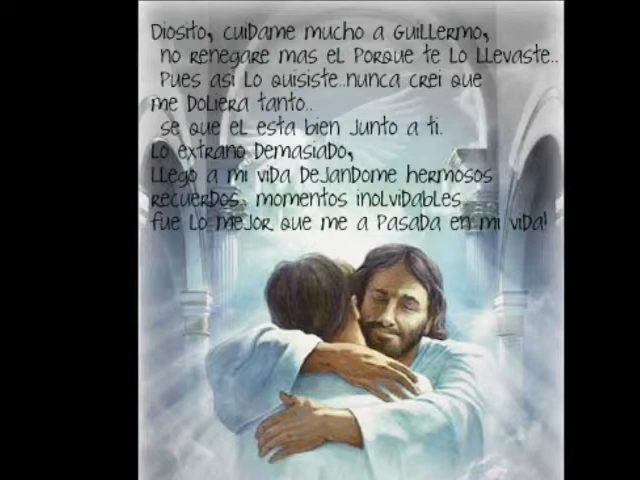 Diosito, cuidame mucho a Guillermo,
no renegare mas el porque te lo llevaste..
Pues asi lo quisiste..nunca crei que
me doliera tanto..
se que el esta bien junto a ti.
Lo extrano demasiado,
llego a mi vida dejandome hermosos
recuerdos, momentos inolvidables
fue lo mejor que me a pasada en mi vida!